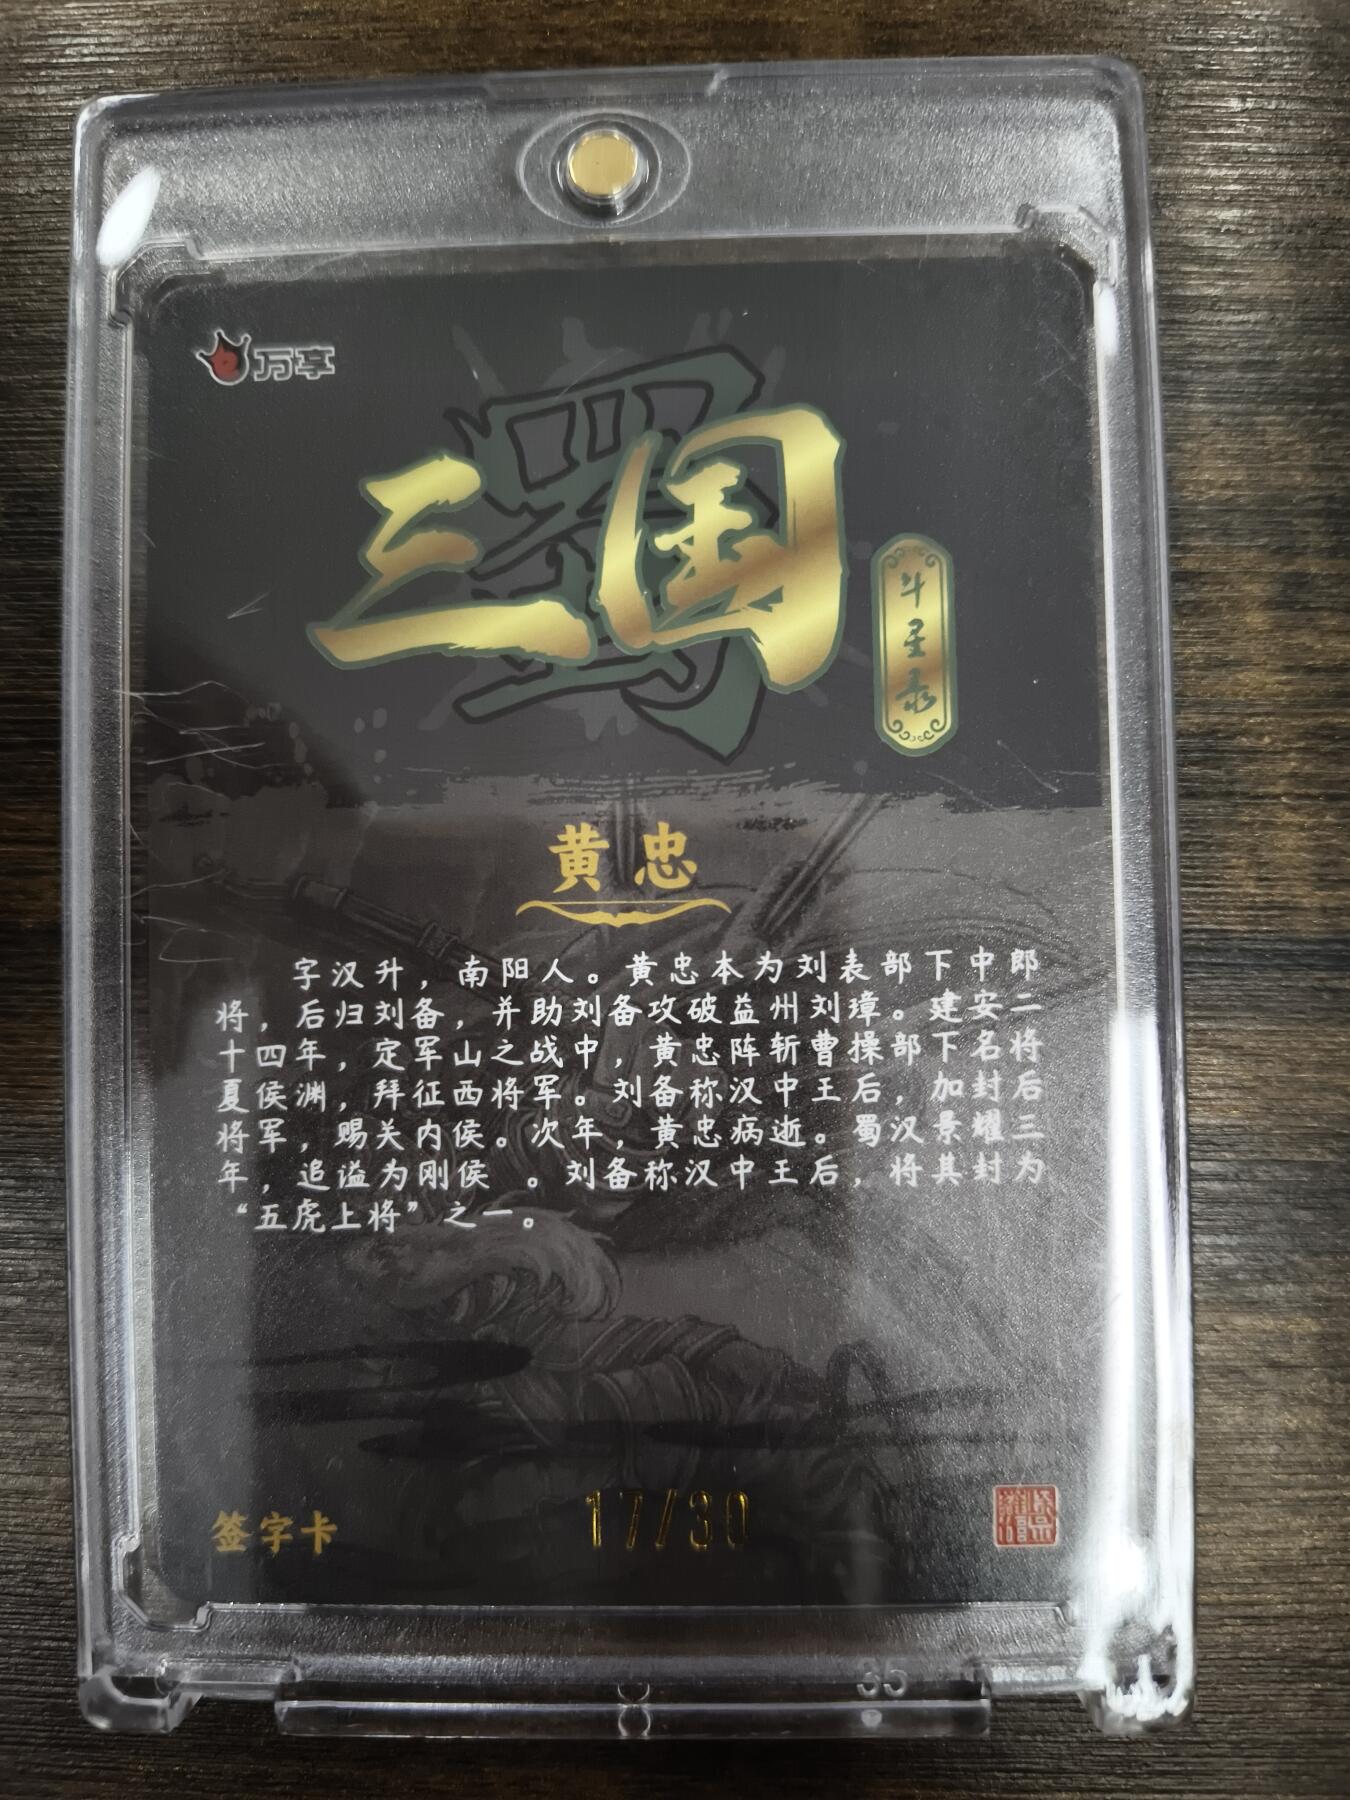 万享
蜀
三国
斗星录
黄忠
字汉升，南阳人。黄忠本为刘表部下中郎
将，后归刘备，并助刘备攻破益州刘璋。建安二
十四年，定军山之战中，黄忠阵斩曹操部下名将
夏侯渊，拜征西将军。刘备称汉中王后，加封后
将军，赐关内侯。次年，黄忠病逝。蜀汉景耀三
年，追谥为刚侯 。刘备称汉中王后，将其封为
“五虎上将”之一。
签字卡
17/30
35